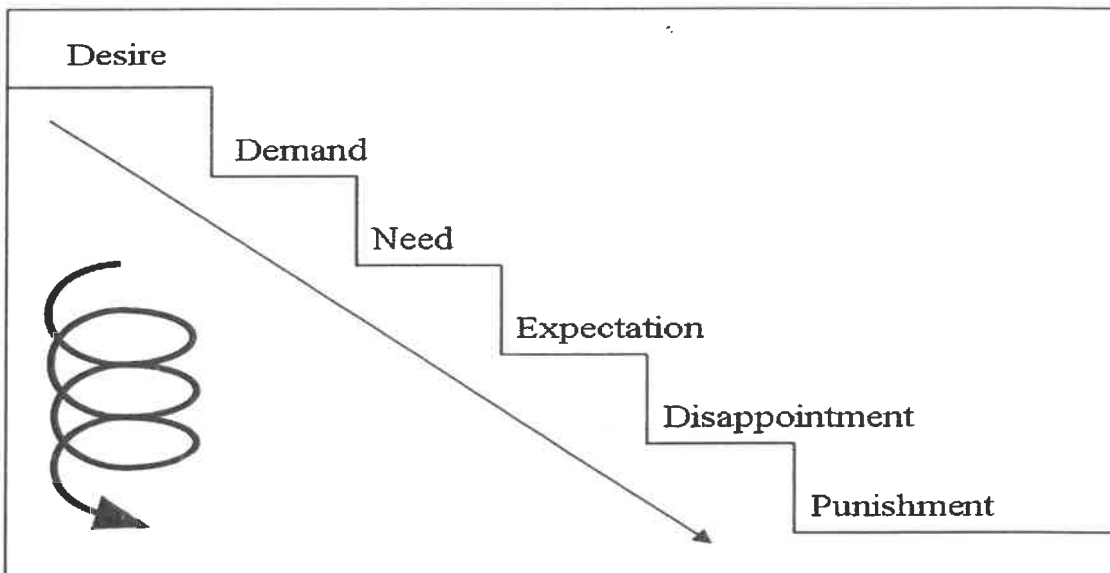 Desire
Demand
Need
Expectation
Disappointment
Punishment